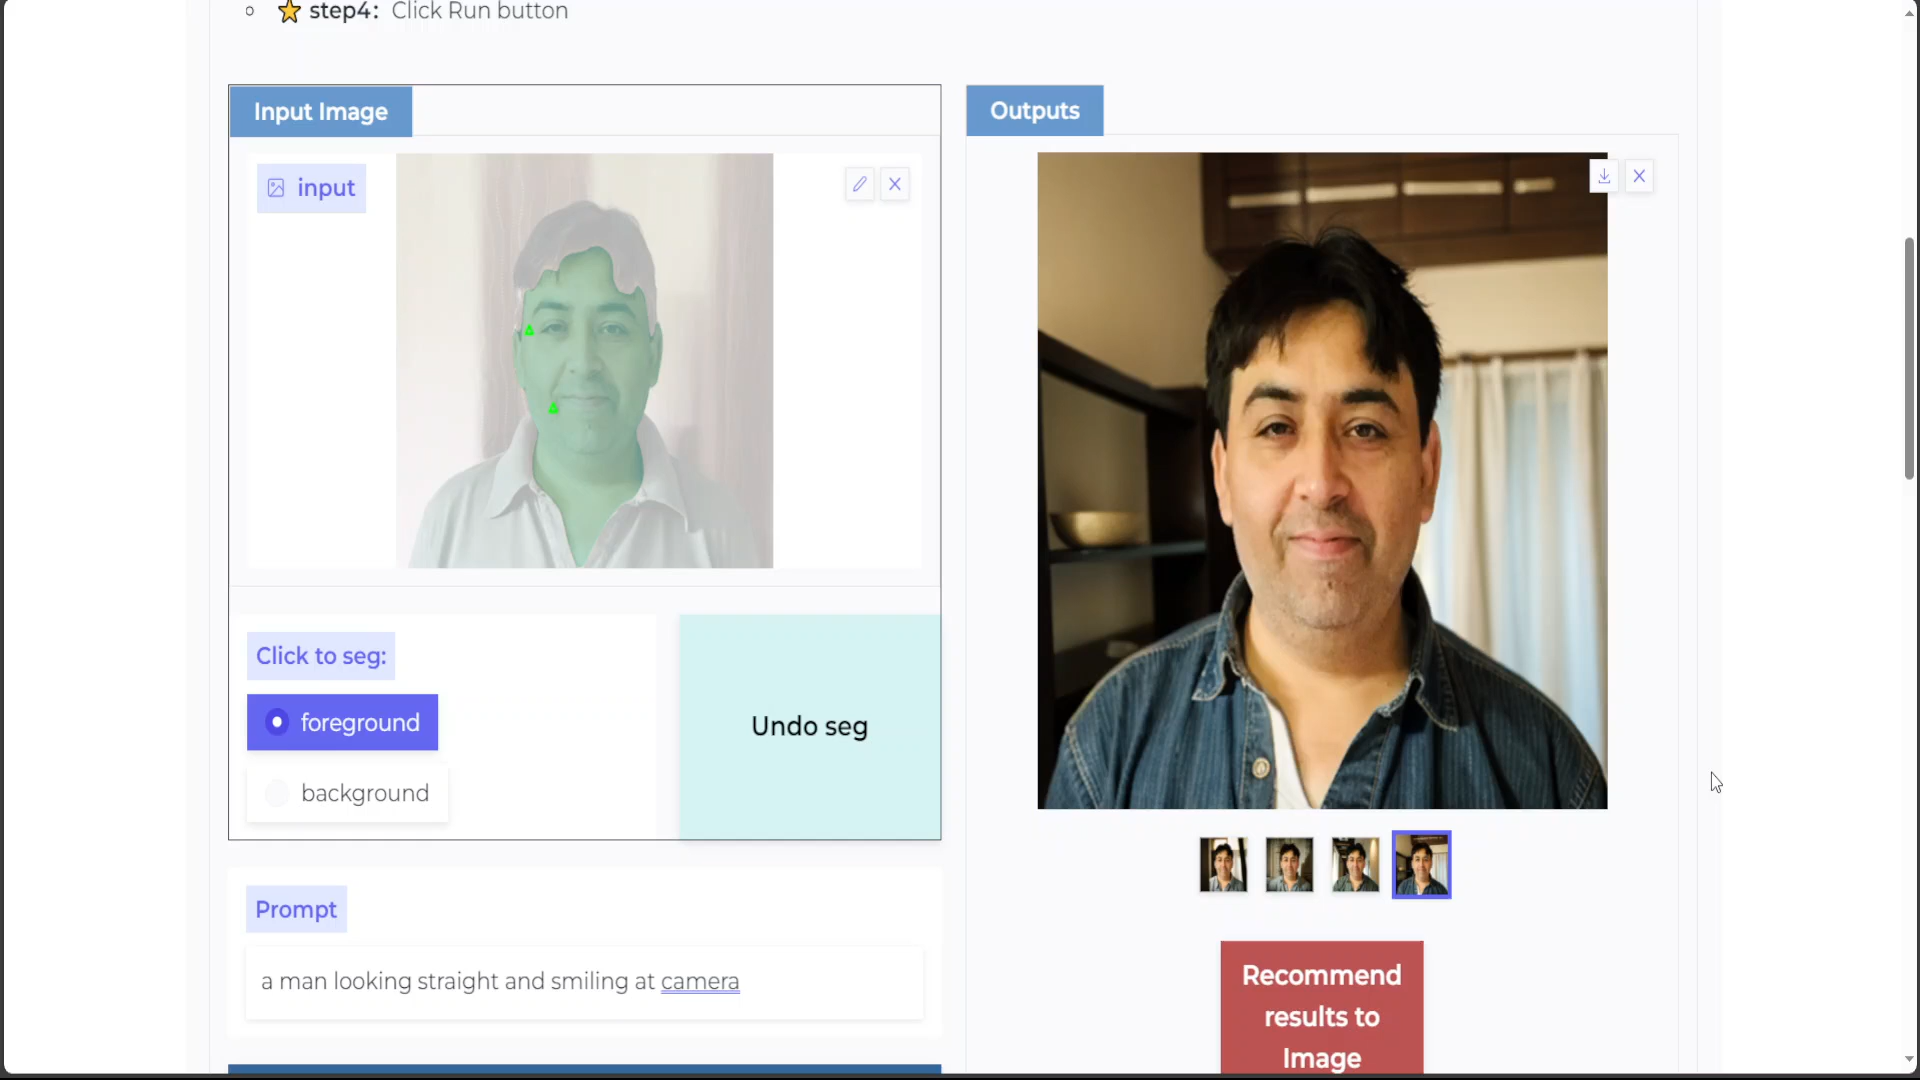 step4: Click Run button
Input Image
input
Click to seg:
foreground
background
Undo seg
Prompt
a man looking straight and smiling at camera
Outputs
Recommend
results to
Image